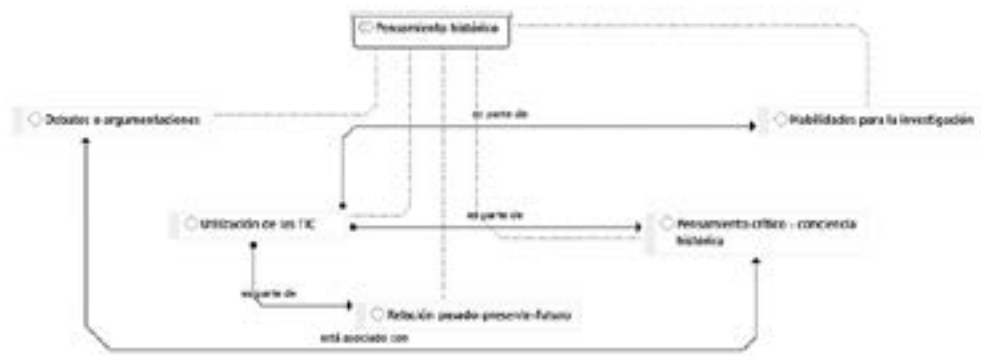 Pensamiento histórico
Debates o argumentaciones
es parte de
Habilidades para la investigación
Utilización de las TIC
es parte de
Pensamiento crítico - conciencia
histórica
es parte de
Relación pasado-presente-futuro
está asociado con